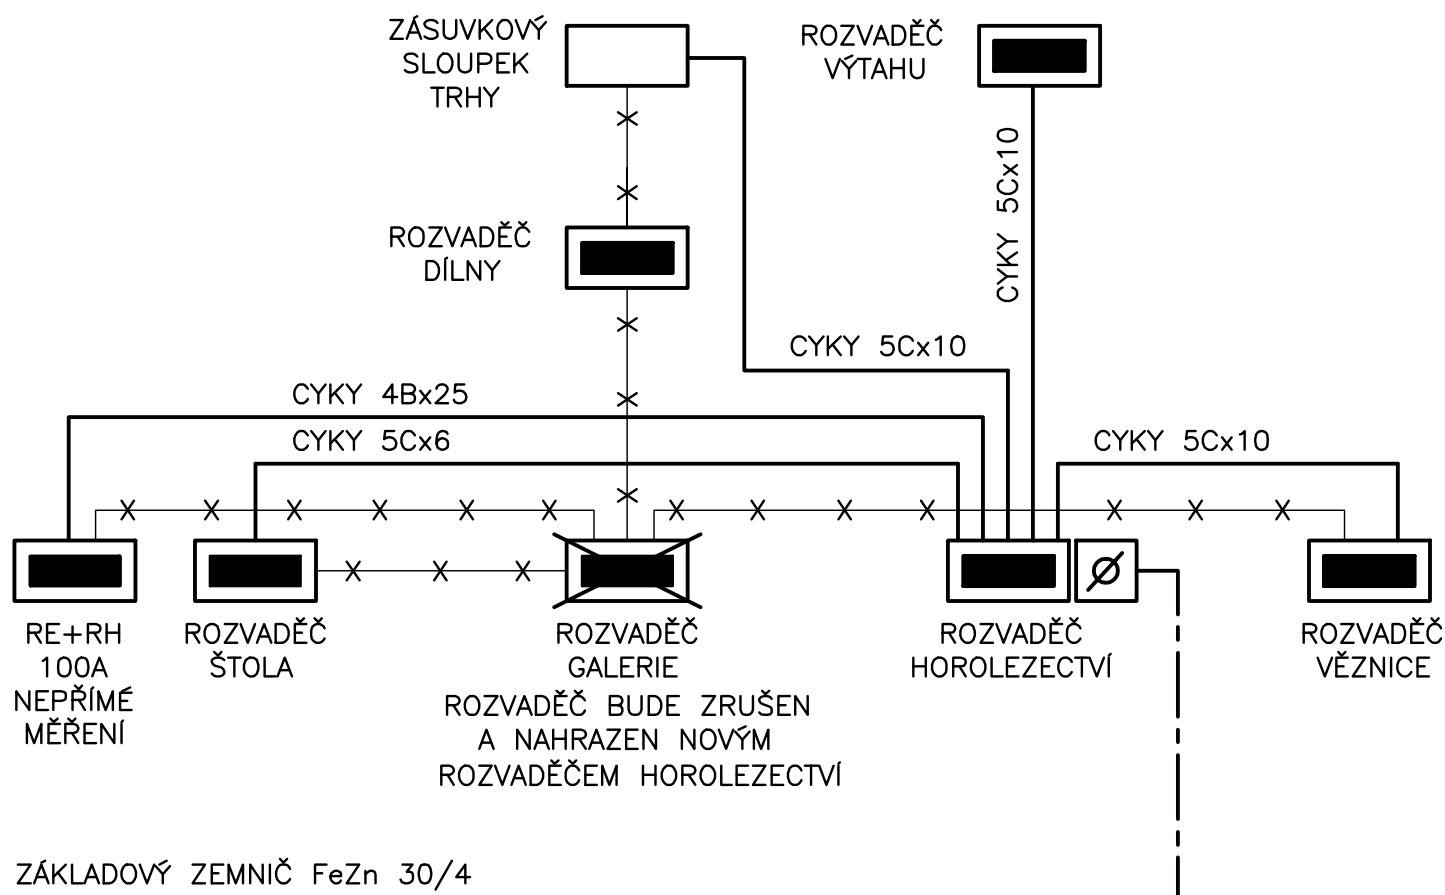 ZÁSUVKOVÝ
SLOUPEK
TRHY
ROZVADĚČ
VÝTAHU
CYKY 5Cx10
ROZVADĚČ
DÍLNY
CYKY 5Cx10
CYKY 4Bx25
CYKY 5Cx6
CYKY 5Cx10
RE+RH
100A
NEPŘÍMÉ
MĚŘENÍ
ROZVADĚČ
ŠTOLA
ROZVADĚČ
GALERIE
ROZVADĚČ BUDE ZRUŠEN
A NAHRAZEN NOVÝM
ROZVADĚČEM HOROLEZECTVÍ
ROZVADĚČ
HOROLEZECTVÍ
ROZVADĚČ
VĚZNICE
ZÁKLADOVÝ ZEMNIČ FeZn 30/4